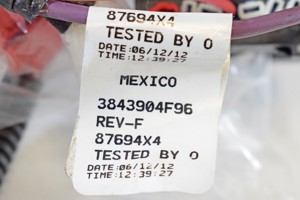 87694X4
TESTED BY O
DATE:06/12/12
TIME:12:39:27
MEXICO
3843904F96
REV-F
87694X4
TESTED BY O
DATE:06/12/12
TIME:12:39:27